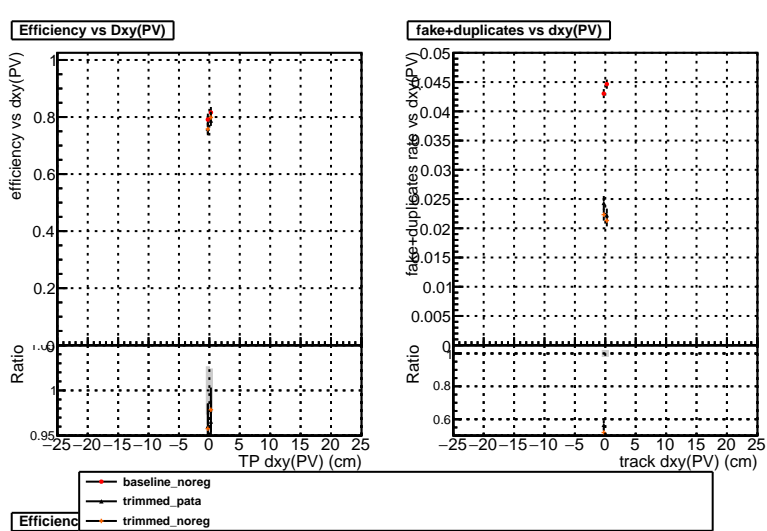 Efficiency vs Dxy(PV)
efficiency vs dxy(PV)
1
0.8
0.6
0.4
0.2
0
Ratio
1
0.95
−25 −20 −15 −10 −5 0 5 10 15 20 25
TP dxy(PV) (cm)
fake+duplicates vs dxy(PV)
fake+duplicates rate vs dxy(PV)
0.05
0.045
0.04
0.035
0.03
0.025
0.02
0.015
0.01
0.005
0
Ratio
1
0.8
0.6
−25 −20 −15 −10 −5 0 5 10 15 20 25
track dxy(PV) (cm)
baseline_noreg
trimmed_pata
trimmed_noreg
Efficienc